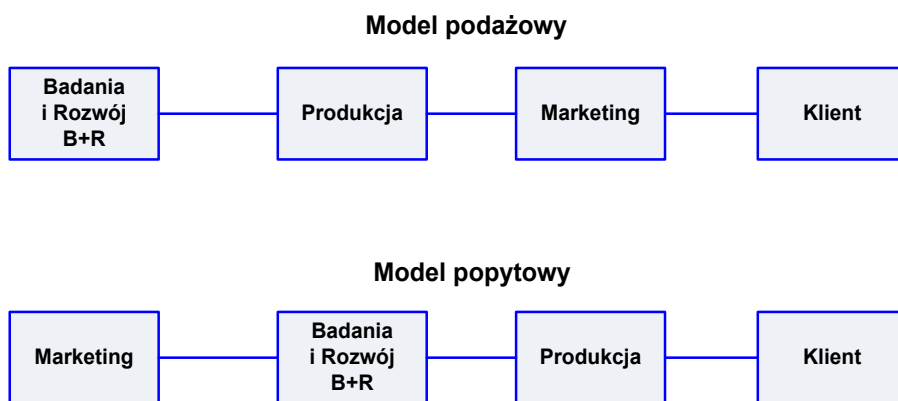 Model podażowy
Badania
i Rozwój
B+R
Produkcja
Marketing
Klient
Model popytowy
Marketing
Badania
i Rozwój
B+R
Produkcja
Klient